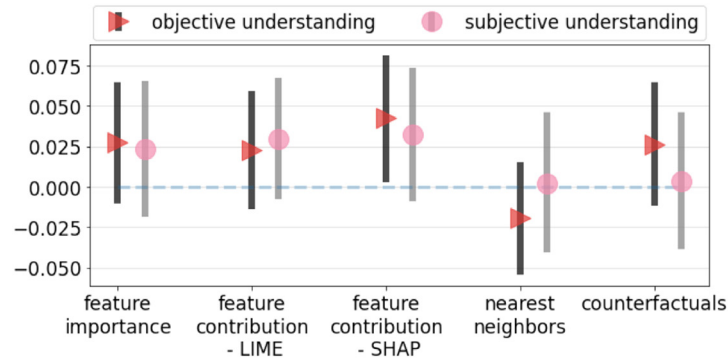 objective understanding subjective understanding
0.075
0.050
0.025
0.000
−0.025
−0.050
feature importance
feature contribution - LIME
feature contribution - SHAP
nearest neighbors
counterfactuals